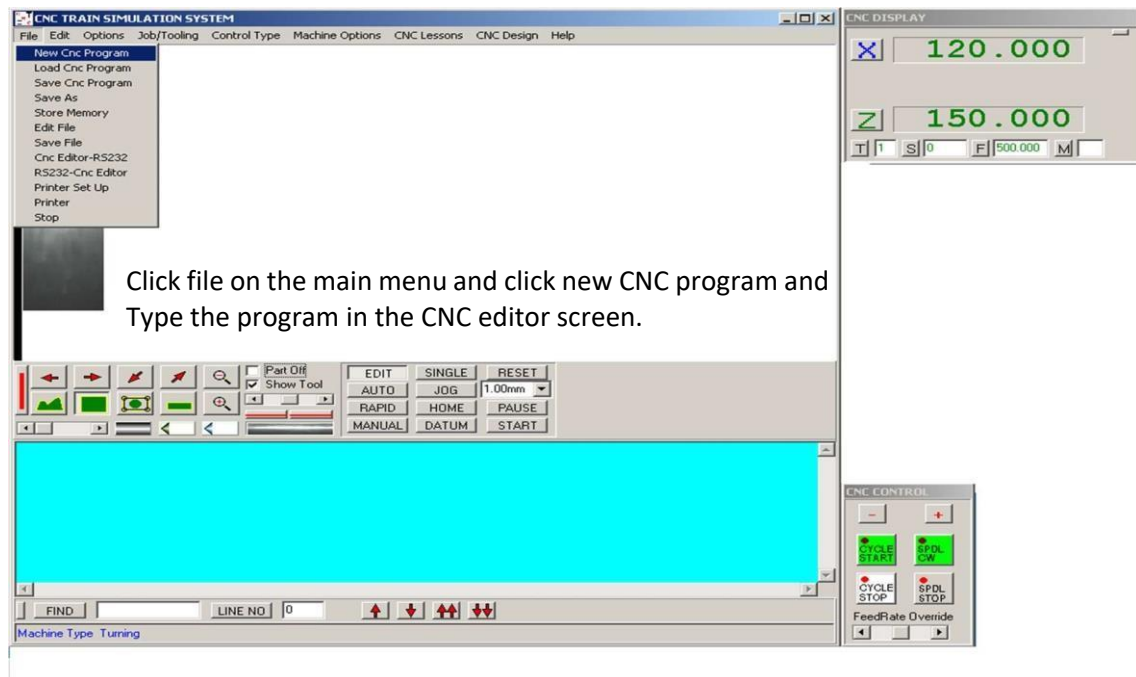 CNC TRAIN SIMULATION SYSTEM
File Edit Options Job/Tooling Control Type Machine Options CNC Lessons CNC Design Help
New Cnc Program
Load Cnc Program
Save Cnc Program
Save As
Store Memory
Edit File
Save File
Cnc Editor-RS232
RS232-Cnc Editor
Printer Set Up
Printer
Stop
Click file on the main menu and click new CNC program and
Type the program in the CNC editor screen.
Part Off
Show Tool
EDIT SINGLE RESET
AUTO JOG 1.00mm
RAPID HOME PAUSE
MANUAL DATUM START
FIND LINE NO 0
Machine Type Turning
CNC DISPLAY
X 120.000
Z 150.000
T 1 S 0 F 500.000 M
CNC CONTROL
- +
CYCLE START SPDL CW
CYCLE STOP SPDL STOP
FeedRate Override